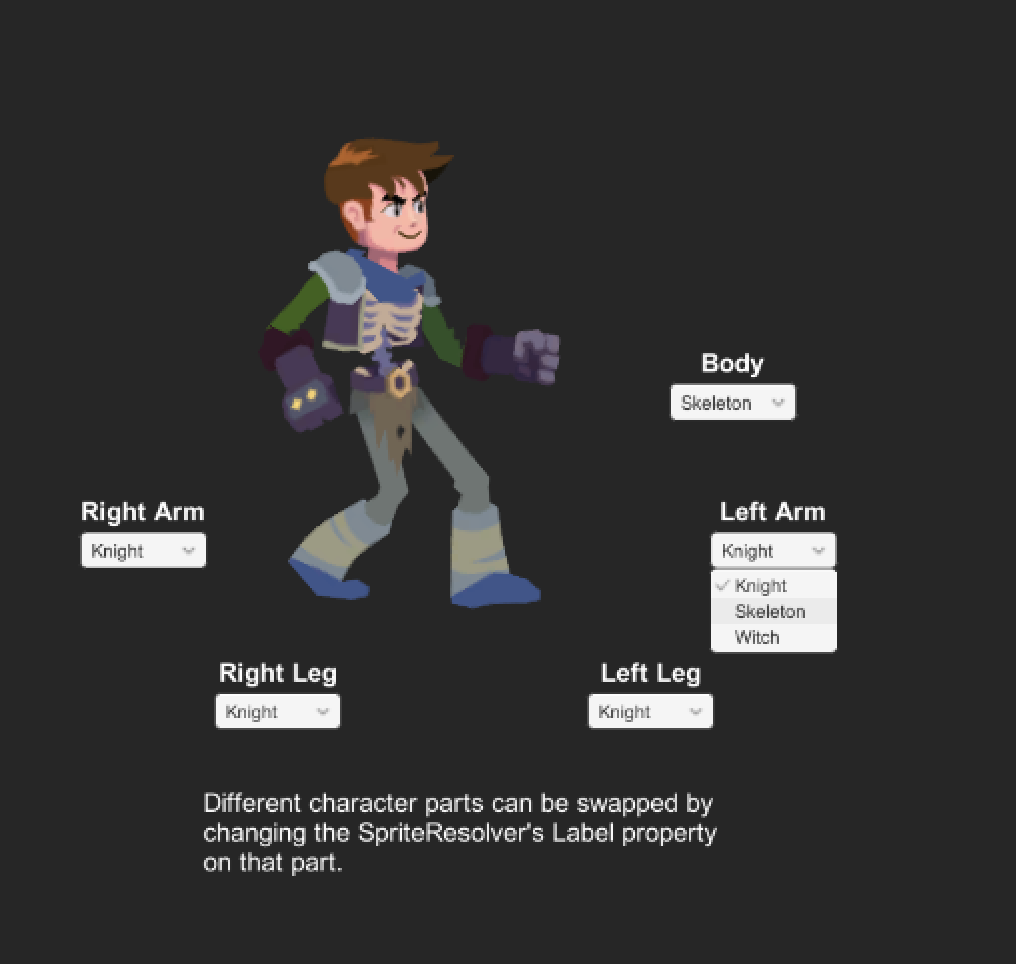 Body
Skeleton
Right Arm
Left Arm
Knight
Knight
Knight
Skeleton
Witch
Right Leg
Left Leg
Knight
Knight
Different character parts can be swapped by
changing the SpriteResolver's Label property
on that part.